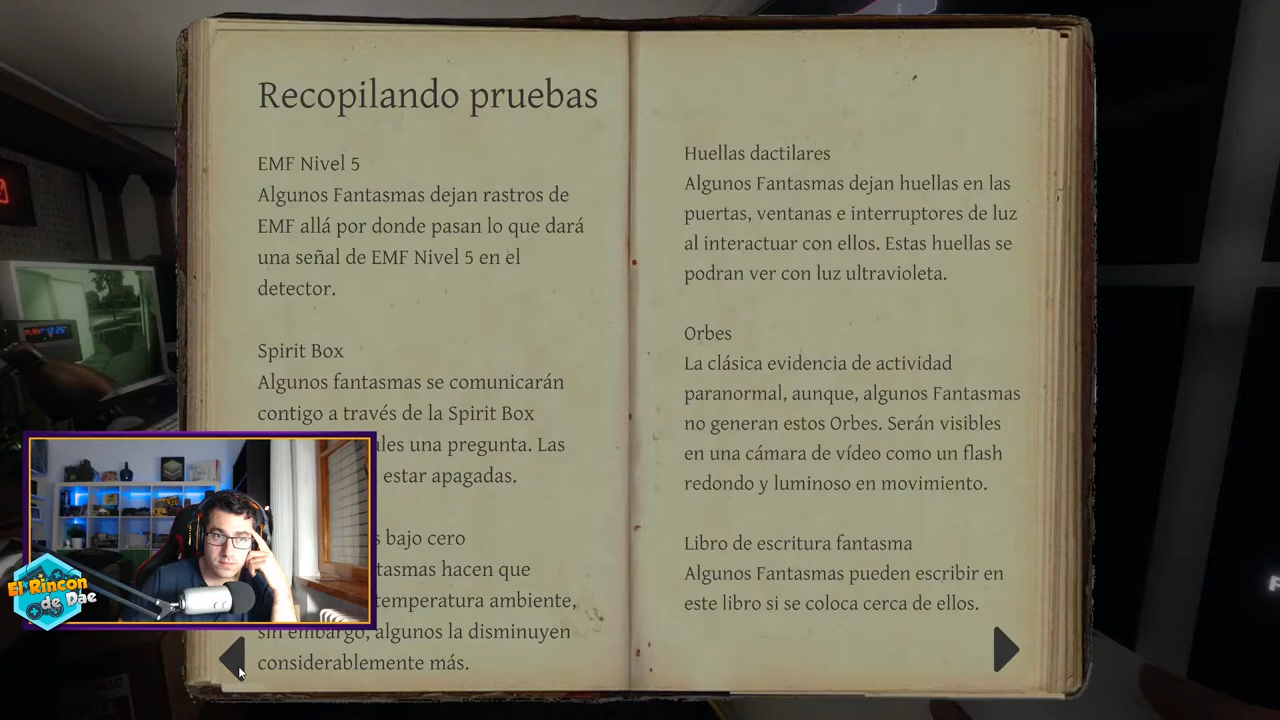 Recopilando pruebas
EMF Nivel 5
Algunos Fantasmas dejan rastros de
EMF allá por donde pasan lo que dará
una señal de EMF Nivel 5 en el
detector.
Spirit Box
Algunos fantasmas se comunicarán
contigo a través de la Spirit Box
una pregunta. Las
estar apagadas.
bajo cero
hacen que
temperatura ambiente,
sin embargo, algunos la disminuyen
considerablemente más.
Huellas dactilares
Algunos Fantasmas dejan huellas en las
puertas, ventanas e interruptores de luz
al interactuar con ellos. Estas huellas se
podran ver con luz ultravioleta.
Orbes
La clásica evidencia de actividad
paranormal, aunque, algunos Fantasmas
no generan estos Orbes. Serán visibles
en una cámara de vídeo como un flash
redondo y luminoso en movimiento.
Libro de escritura fantasma
Algunos Fantasmas pueden escribir en
este libro si se coloca cerca de ellos.
El Rincon
de Dae